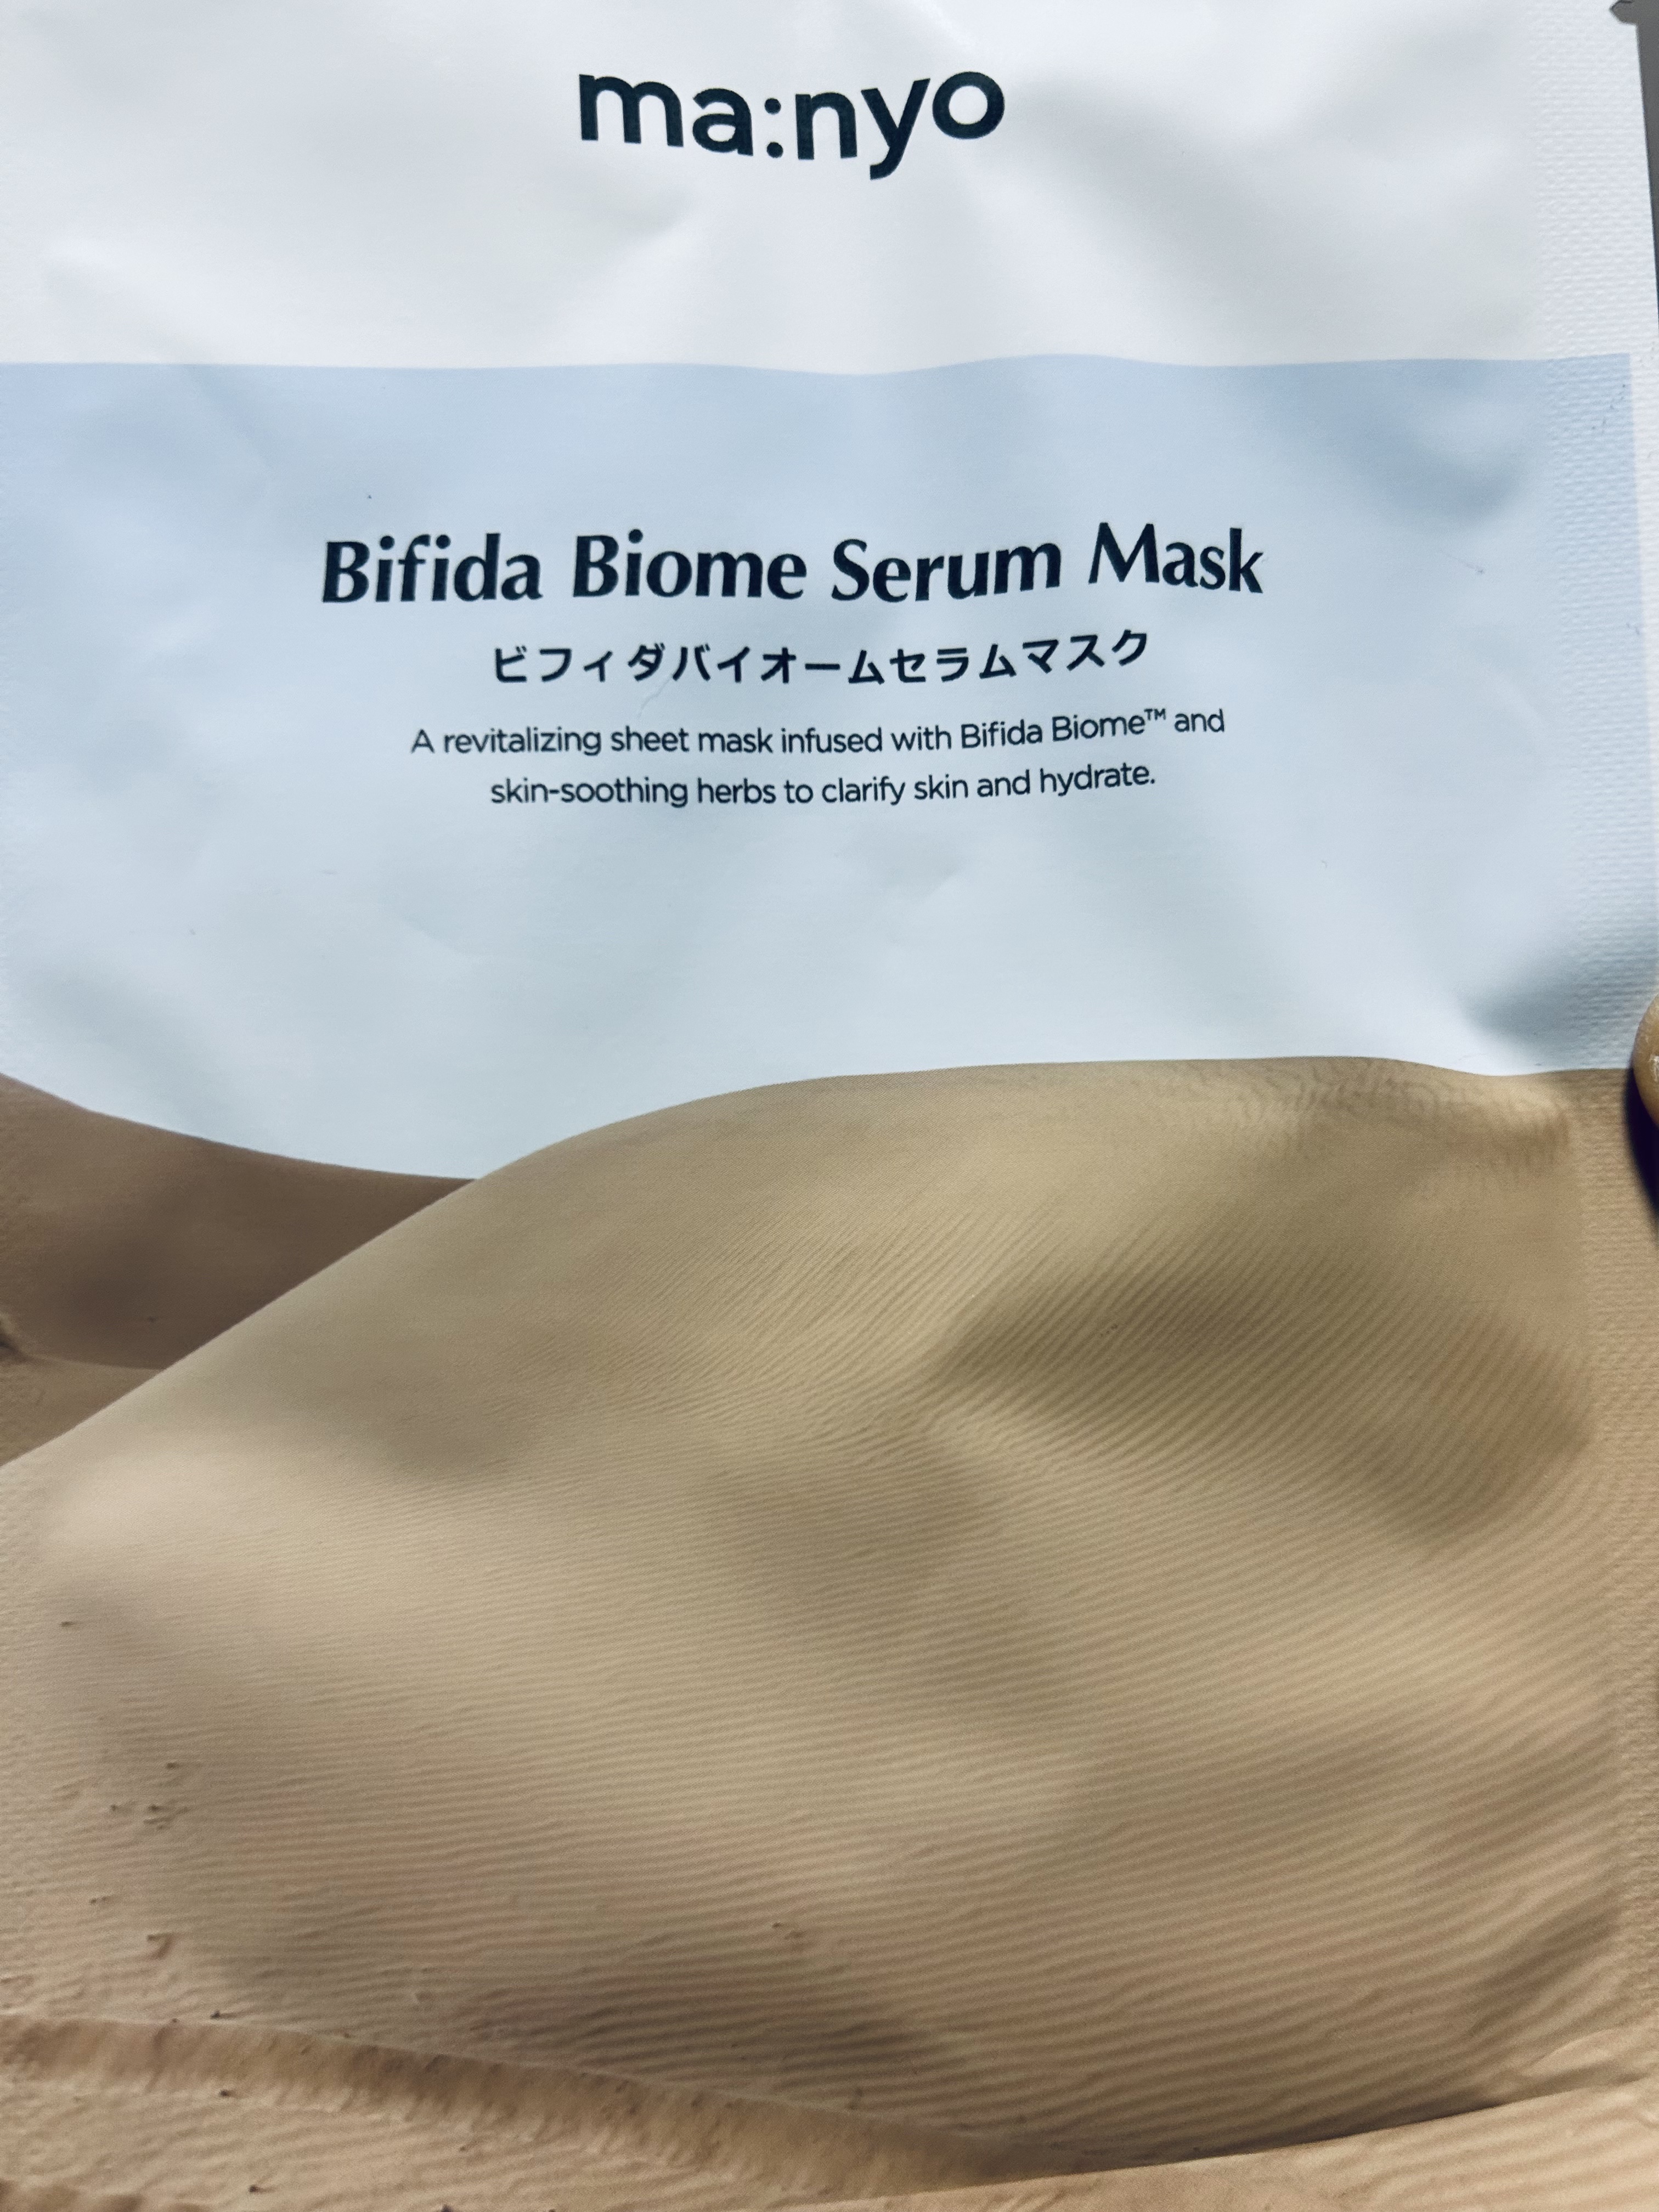 ma:nyo
Bifida Biome Serum Mask
ビフィダバイオームセラムマスク
A revitalizing sheet mask infused with Bifida Biome™ and
skin-soothing herbs to clarify skin and hydrate.